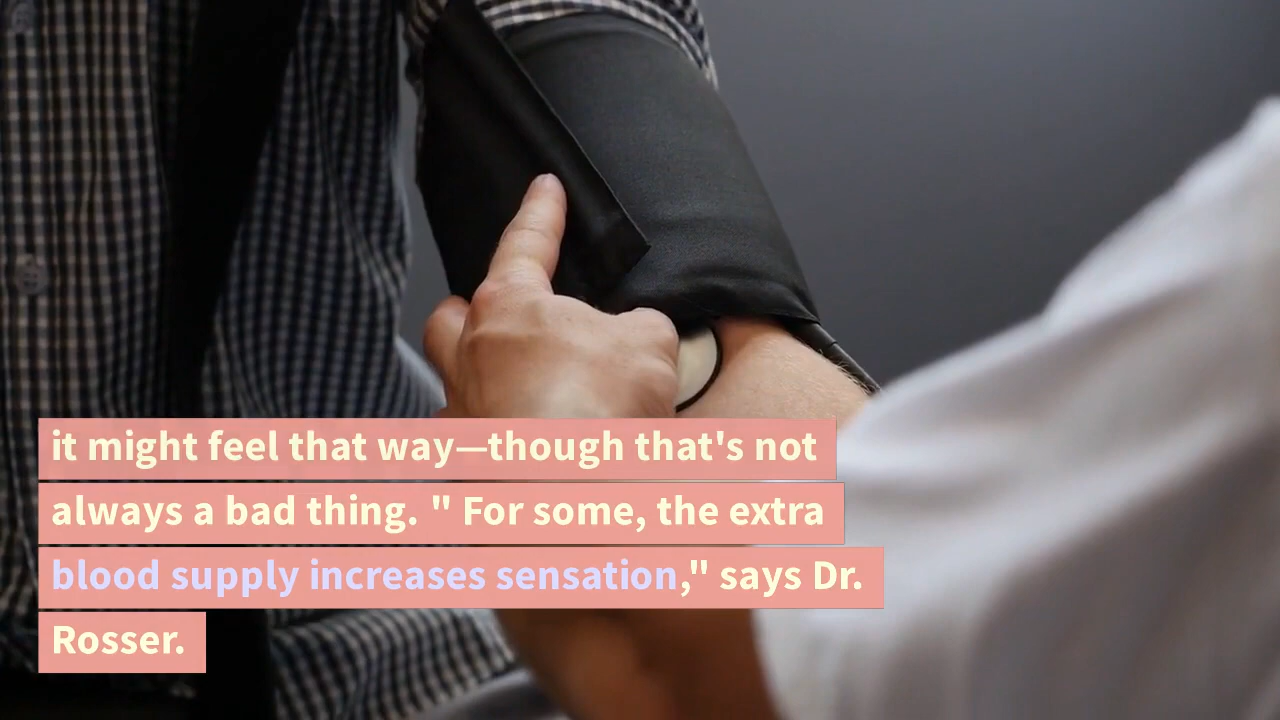 it might feel that way—though that's not
always a bad thing. " For some, the extra
blood supply increases sensation," says Dr.
Rosser.